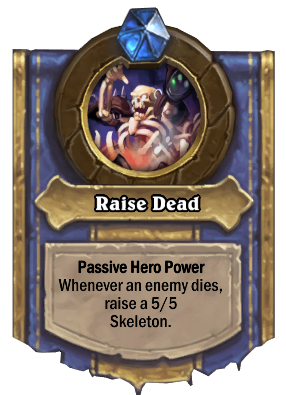 Raise Dead
Passive Hero Power
Whenever an enemy dies,
raise a 5/5
Skeleton.